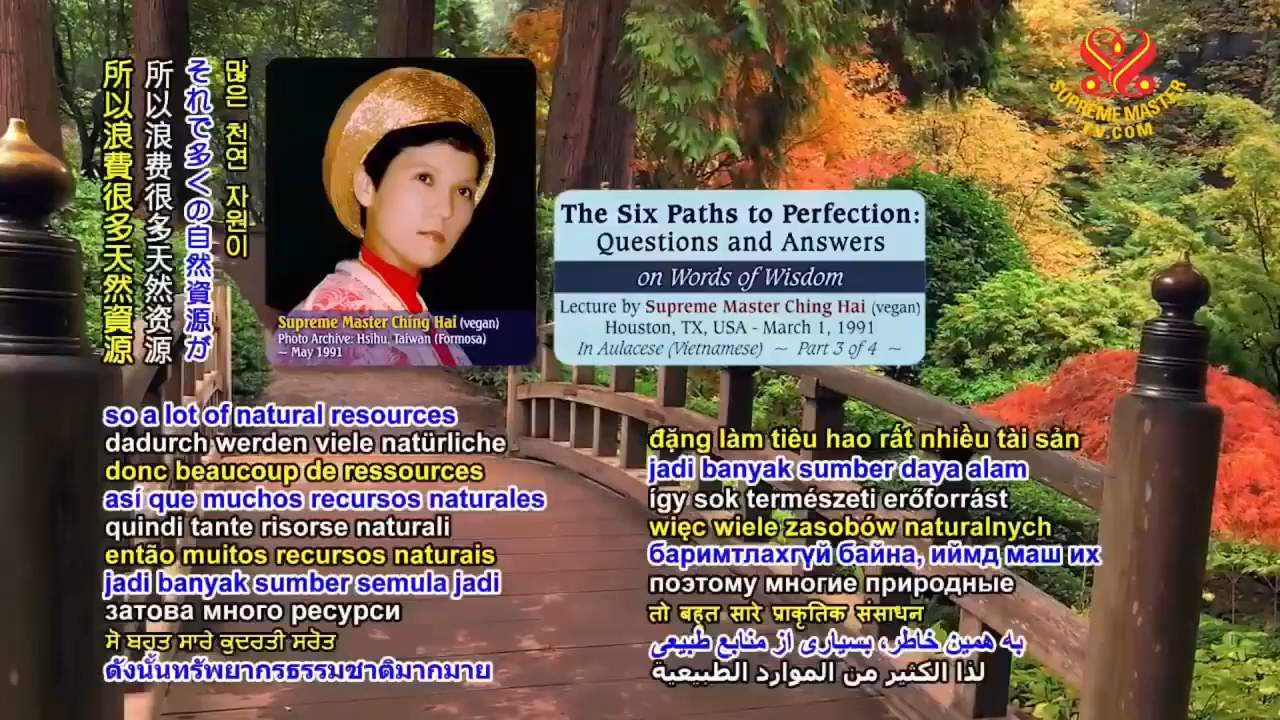 所以浪費很多天然資源
所以浪费很多天然资源
それで多くの自然資源が
많은 천연 자원이
Supreme Master Ching Hai (vegan)
Photo Archive: Hsihu, Taiwan (Formosa)
~ May 1991
The Six Paths to Perfection:
Questions and Answers
on Words of Wisdom
Lecture by Supreme Master Ching Hai (vegan)
Houston, TX, USA - March 1, 1991
In Aulacese (Vietnamese) ~ Part 3 of 4 ~
SUPREME MASTER
TV.COM
so a lot of natural resources
dadurch werden viele natürliche
donc beaucoup de ressources
así que muchos recursos naturales
quindi tante risorse naturali
então muitos recursos naturais
jadi banyak sumber semula jadi
затова много ресурси
ਸੋ ਬਹੁਤ ਸਾਰੇ ਕੁਦਰਤੀ ਸਰੋਤ
ดังนั้นทรัพยากรธรรมชาติมากมาย
đặng làm tiêu hao rất nhiều tài sản
jadi banyak sumber daya alam
így sok természeti erőforrást
więc wiele zasobów naturalnych
баримтлахгүй байна, иймд маш их
поэтому многие природные
तो बहुत सारे प्राकृतिक संसाधन
به همین خاطر، بسیاری از منابع طبیعی
لذا الكثير من الموارد الطبيعية